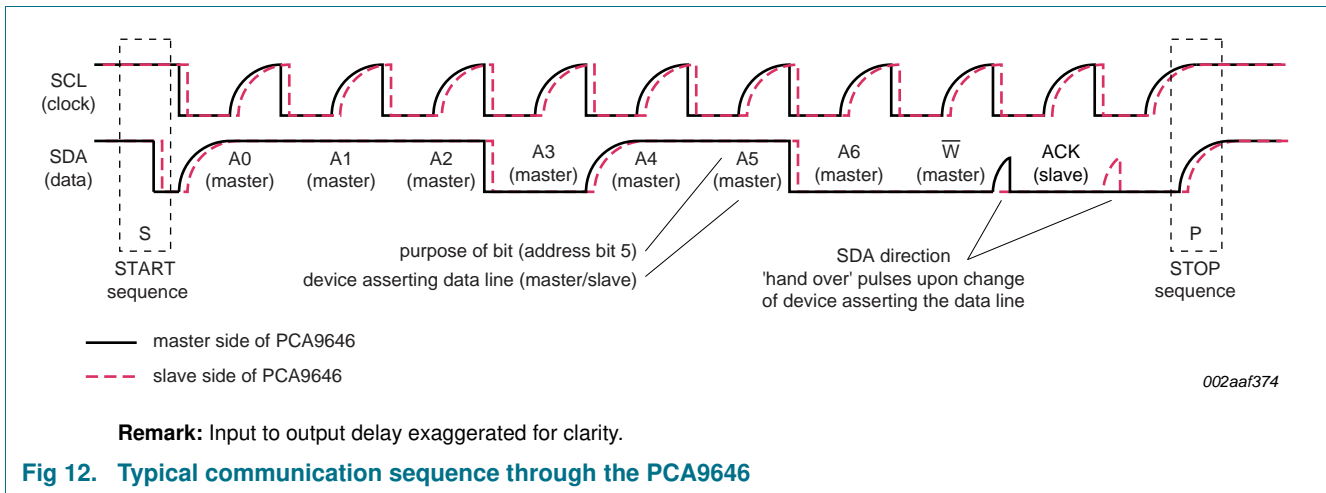 SCL
(clock)
SDA
(data)
A0
(master)
A1
(master)
A2
(master)
A3
(master)
A4
(master)
A5
(master)
A6
(master)
W̅
(master)
ACK
(slave)
S
START
sequence
purpose of bit (address bit 5)
device asserting data line (master/slave)
SDA direction
'hand over' pulses upon change
of device asserting the data line
P
STOP
sequence
master side of PCA9646
slave side of PCA9646
002aaf374
Remark: Input to output delay exaggerated for clarity.
Fig 12. Typical communication sequence through the PCA9646